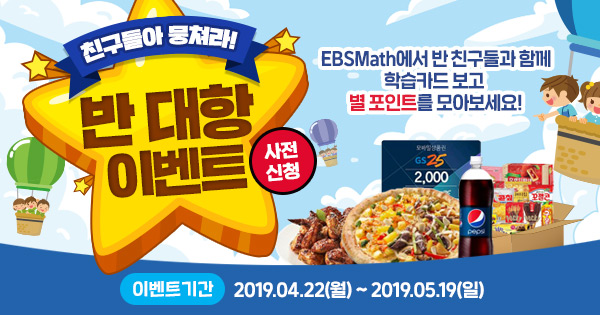 친구들아 뭉쳐라!
반 대항
이벤트
사전
신청
EBSMath에서 반 친구들과 함께
학습카드 보고
별 포인트를 모아보세요!
모바일상품권
GS25
2,000
pepsi
이벤트기간 2019.04.22(월) ~ 2019.05.19(일)